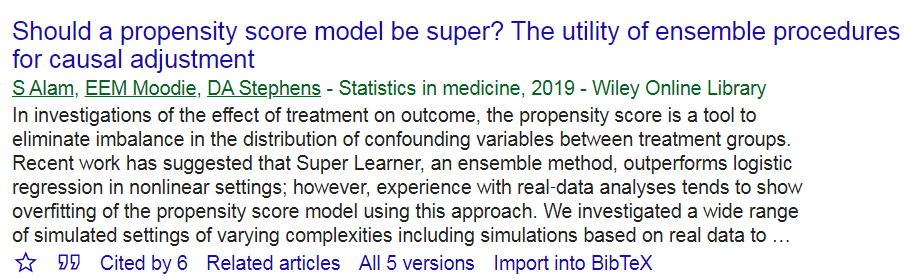 Should a propensity score model be super? The utility of ensemble procedures
for causal adjustment
S Alam, EEM Moodie, DA Stephens - Statistics in medicine, 2019 - Wiley Online Library
In investigations of the effect of treatment on outcome, the propensity score is a tool to
eliminate imbalance in the distribution of confounding variables between treatment groups.
Recent work has suggested that Super Learner, an ensemble method, outperforms logistic
regression in nonlinear settings; however, experience with real-data analyses tends to show
overfitting of the propensity score model using this approach. We investigated a wide range
of simulated settings of varying complexities including simulations based on real data to …
Cited by 6 Related articles All 5 versions Import into BibTeX